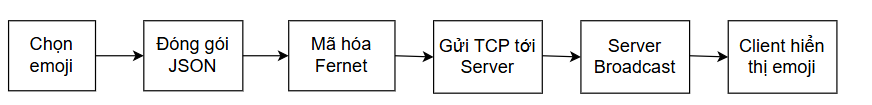 Chọn
emoji
Đóng gói
JSON
Mã hóa
Fernet
Gửi TCP tới
Server
Server
Broadcast
Client hiển
thị emoji